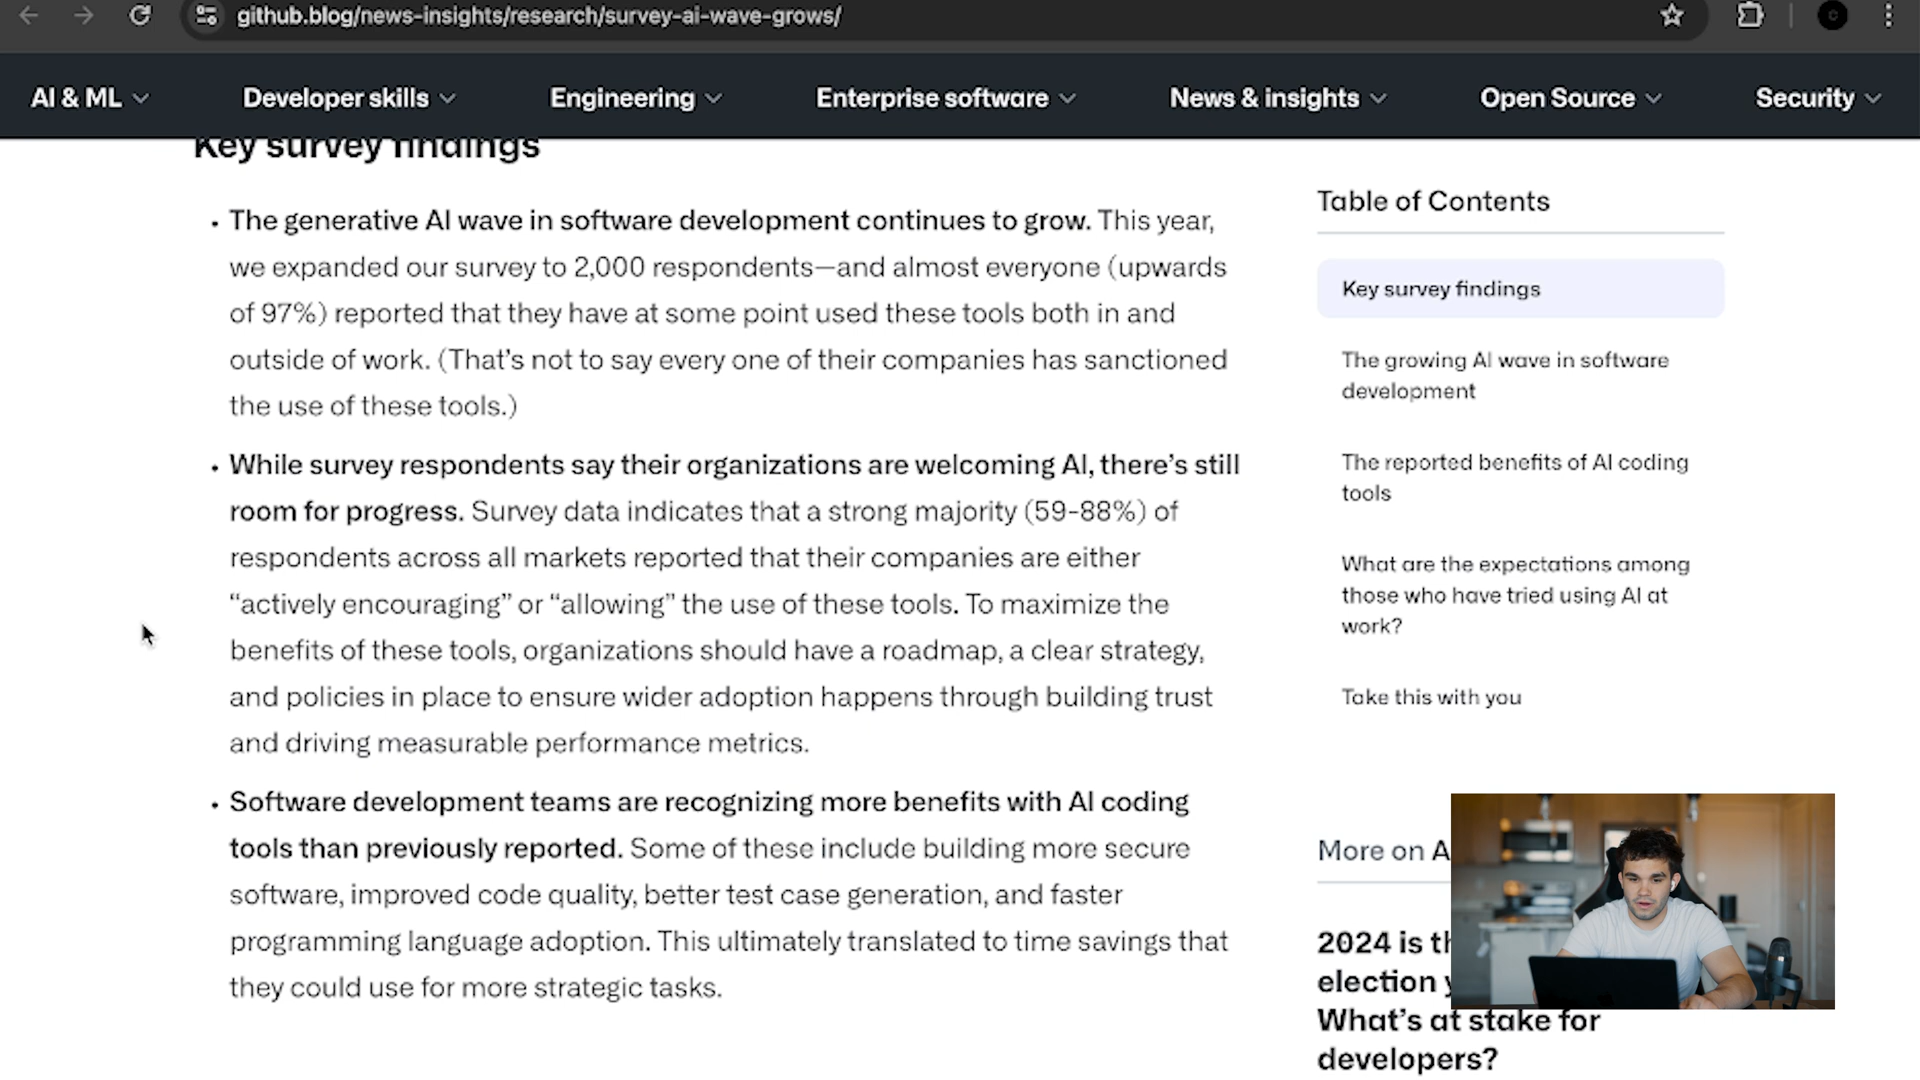 github.blog/news-insights/research/survey-ai-wave-grows/
AI & ML
Developer skills
Engineering
Enterprise software
News & insights
Open Source
Security
Key survey findings
• The generative AI wave in software development continues to grow. This year,
we expanded our survey to 2,000 respondents—and almost everyone (upwards
of 97%) reported that they have at some point used these tools both in and
outside of work. (That’s not to say every one of their companies has sanctioned
the use of these tools.)
• While survey respondents say their organizations are welcoming AI, there’s still
room for progress. Survey data indicates that a strong majority (59-88%) of
respondents across all markets reported that their companies are either
“actively encouraging” or “allowing” the use of these tools. To maximize the
benefits of these tools, organizations should have a roadmap, a clear strategy,
and policies in place to ensure wider adoption happens through building trust
and driving measurable performance metrics.
• Software development teams are recognizing more benefits with AI coding
tools than previously reported. Some of these include building more secure
software, improved code quality, better test case generation, and faster
programming language adoption. This ultimately translated to time savings that
they could use for more strategic tasks.
Table of Contents
Key survey findings
The growing AI wave in software
development
The reported benefits of AI coding
tools
What are the expectations among
those who have tried using AI at
work?
Take this with you
More on
2024 is
election
What’s at stake for
developers?